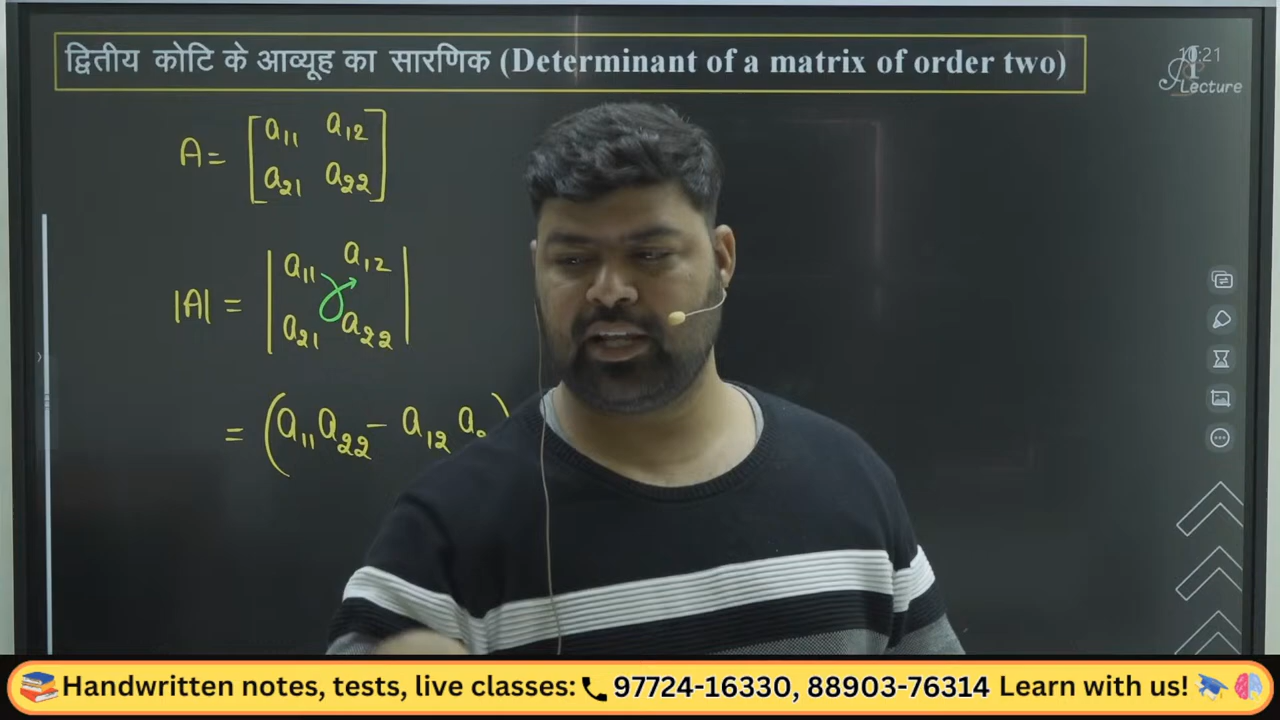 द्वितीय कोटि के आव्यूह का सारणिक (Determinant of a matrix of order two)
Lecture
A = [a₁₁ a₁₂
a₂₁ a₂₂]
|A| = |a₁₁ a₁₂
a₂₁ a₂₂|
= (a₁₁a₂₂ - a₁₂
Handwritten notes, tests, live classes: 97724-16330, 88903-76314 Learn with us!